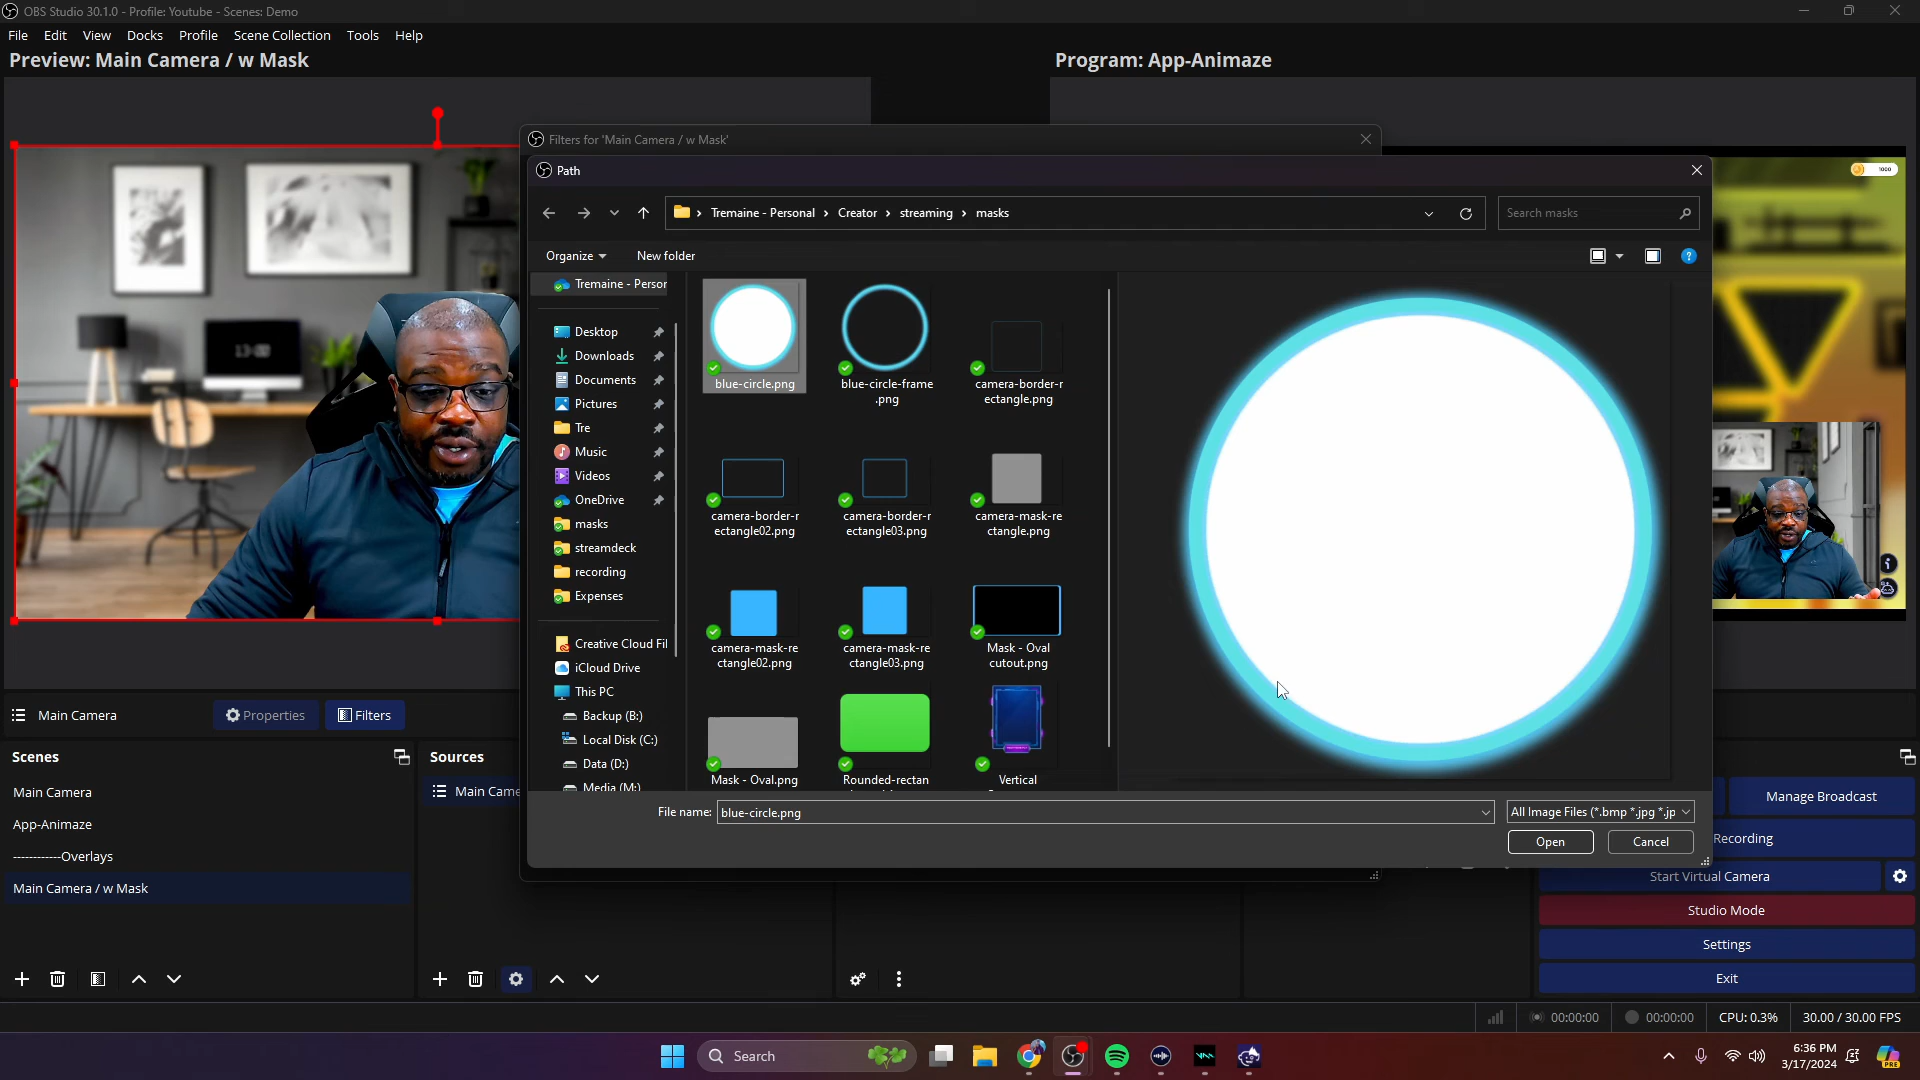 OBS Studio 30.1.0 - Profile: Youtube - Scenes: Demo
File Edit View Docks Profile Scene Collection Tools Help
Preview: Main Camera / w Mask
Program: App-Animaze
Filters for 'Main Camera / w Mask'
Path
Tremaine - Personal > Creator > streaming > masks
Search masks
Organize
New folder
Tremaine - Person
Desktop
Downloads
Documents
Pictures
Tre
Music
Videos
OneDrive
masks
streamdeck
recording
Expenses
Creative Cloud Fil
iCloud Drive
This PC
Backup (B:)
Local Disk (C:)
Data (D:)
Media (M:)
blue-circle.png
blue-circle-frame
.png
camera-border-r
ectangle.png
camera-border-r
ectangle02.png
camera-border-r
ectangle03.png
camera-mask-re
ctangle.png
camera-mask-re
ctangle02.png
camera-mask-re
ctangle03.png
Mask - Oval
cutout.png
Mask - Oval.png
Rounded-rectan
Vertical
File name: blue-circle.png
All Image Files (*.bmp *.jpg *.jp
Open
Cancel
1000
13:00
Main Camera
Properties
Filters
Scenes
Main Camera
App-Animaze
------------Overlays
Main Camera / w Mask
Sources
Main Came
Manage Broadcast
Recording
Start Virtual Camera
Studio Mode
Settings
Exit
00:00:00
00:00:00
CPU: 0.3%
30.00 / 30.00 FPS
Search
6:36 PM
3/17/2024
PRE